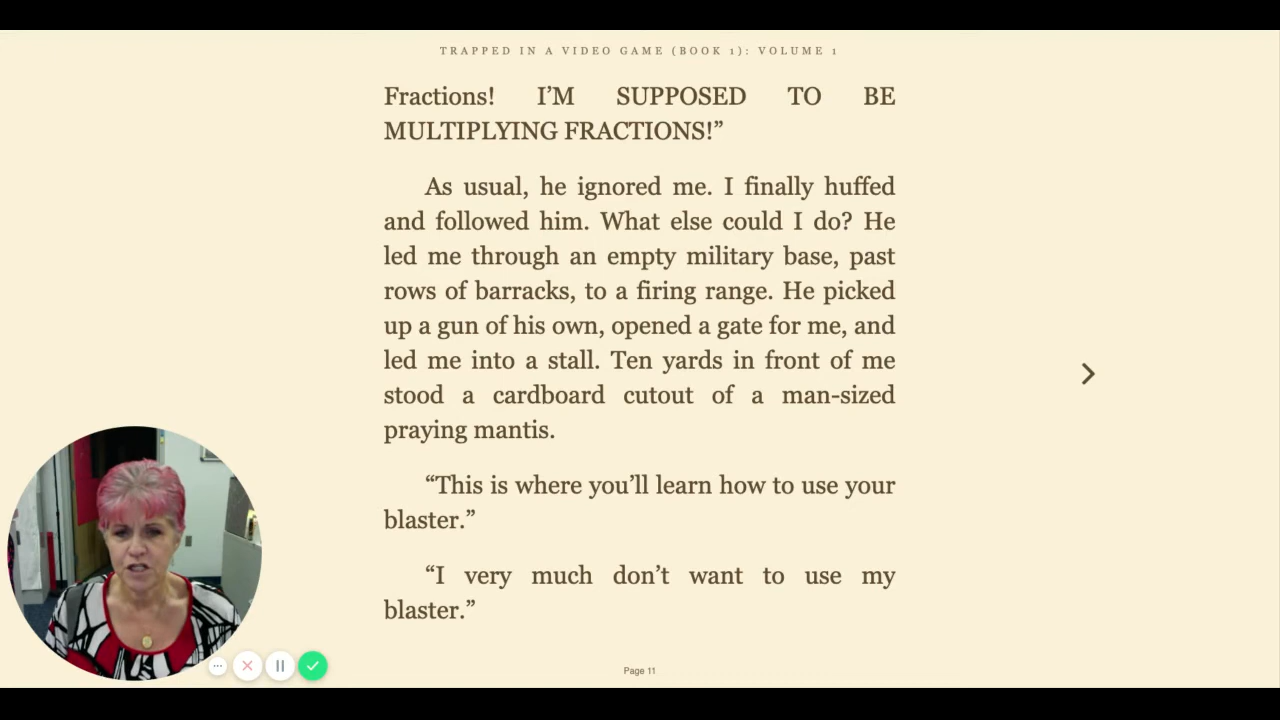 TRAPPED IN A VIDEO GAME (BOOK 1): VOLUME 1
Fractions! I’M SUPPOSED TO BE
MULTIPLYING FRACTIONS!”
As usual, he ignored me. I finally huffed
and followed him. What else could I do? He
led me through an empty military base, past
rows of barracks, to a firing range. He picked
up a gun of his own, opened a gate for me, and
led me into a stall. Ten yards in front of me
stood a cardboard cutout of a man-sized
praying mantis.
“This is where you’ll learn how to use your
blaster.”
“I very much don’t want to use my
blaster.”
Page 11